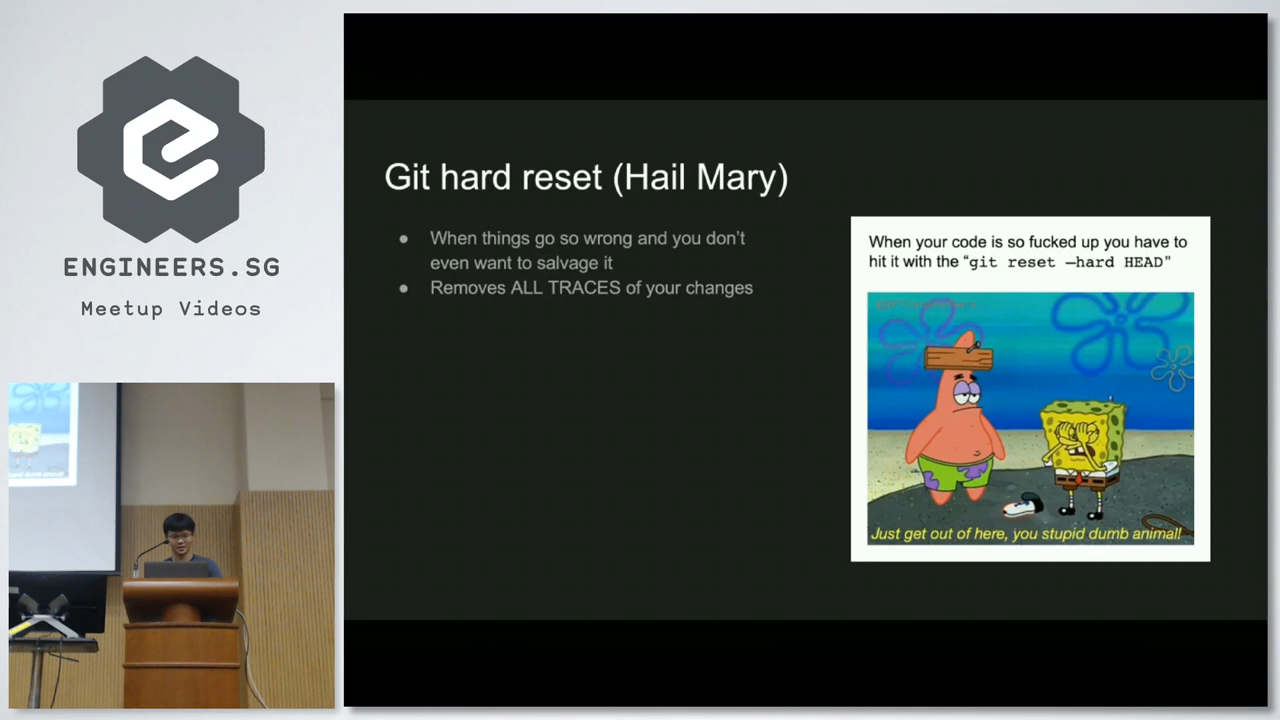 ENGINEERS.SG
Meetup Videos
Git hard reset (Hail Mary)
● When things go so wrong and you don't
even want to salvage it
● Removes ALL TRACES of your changes
When your code is so fucked up you have to
hit it with the "git reset —hard HEAD"
Just get out of here, you stupid dumb animal!